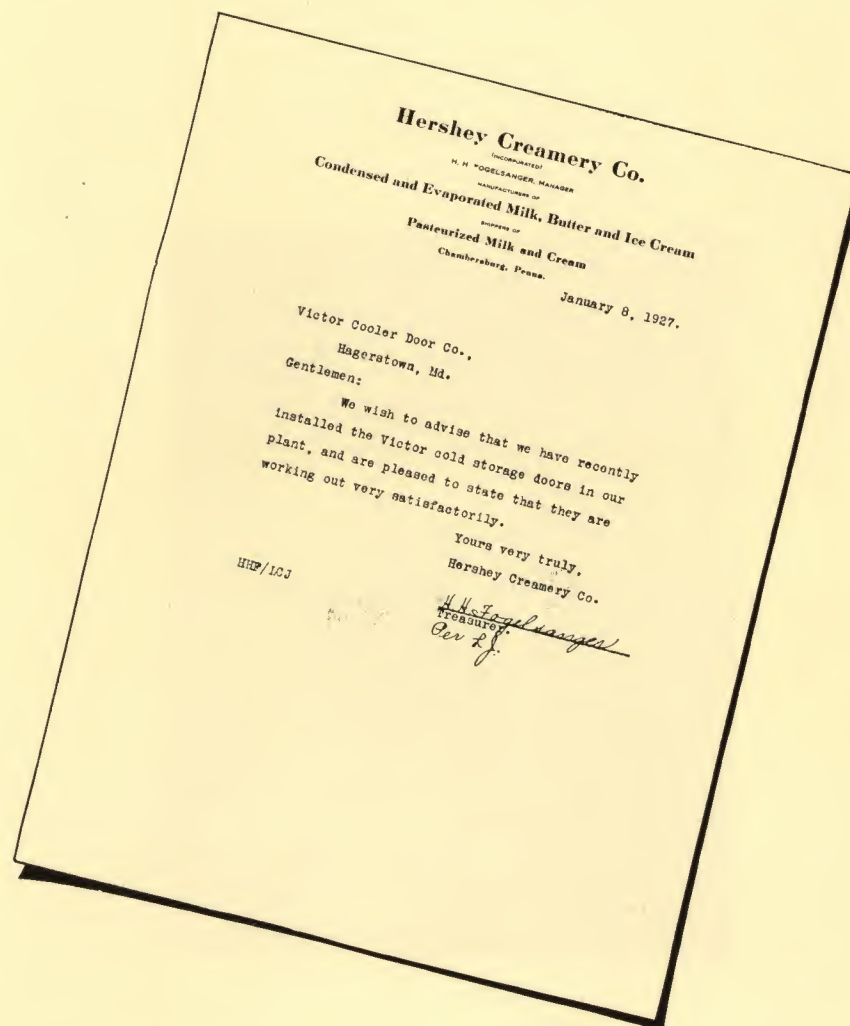 Hershey Creamery Co.
(INCORPORATED)
H. H. FOGELSANGER, MANAGER
MANUFACTURERS OF
Condensed and Evaporated Milk, Butter and Ice Cream
SHIPPERS OF
Pasteurized Milk and Cream
Chambersburg, Penna.
January 8, 1927.
Victor Cooler Door Co.,
Hagerstown, Md.
Gentlemen:
We wish to advise that we have recently
installed the Victor cold storage doors in our
plant, and are pleased to state that they are
working out very satisfactorily.
Yours very truly,
Hershey Creamery Co.
HHF/LCJ
H H Fogelsanger
Treasurer.
Per L J.